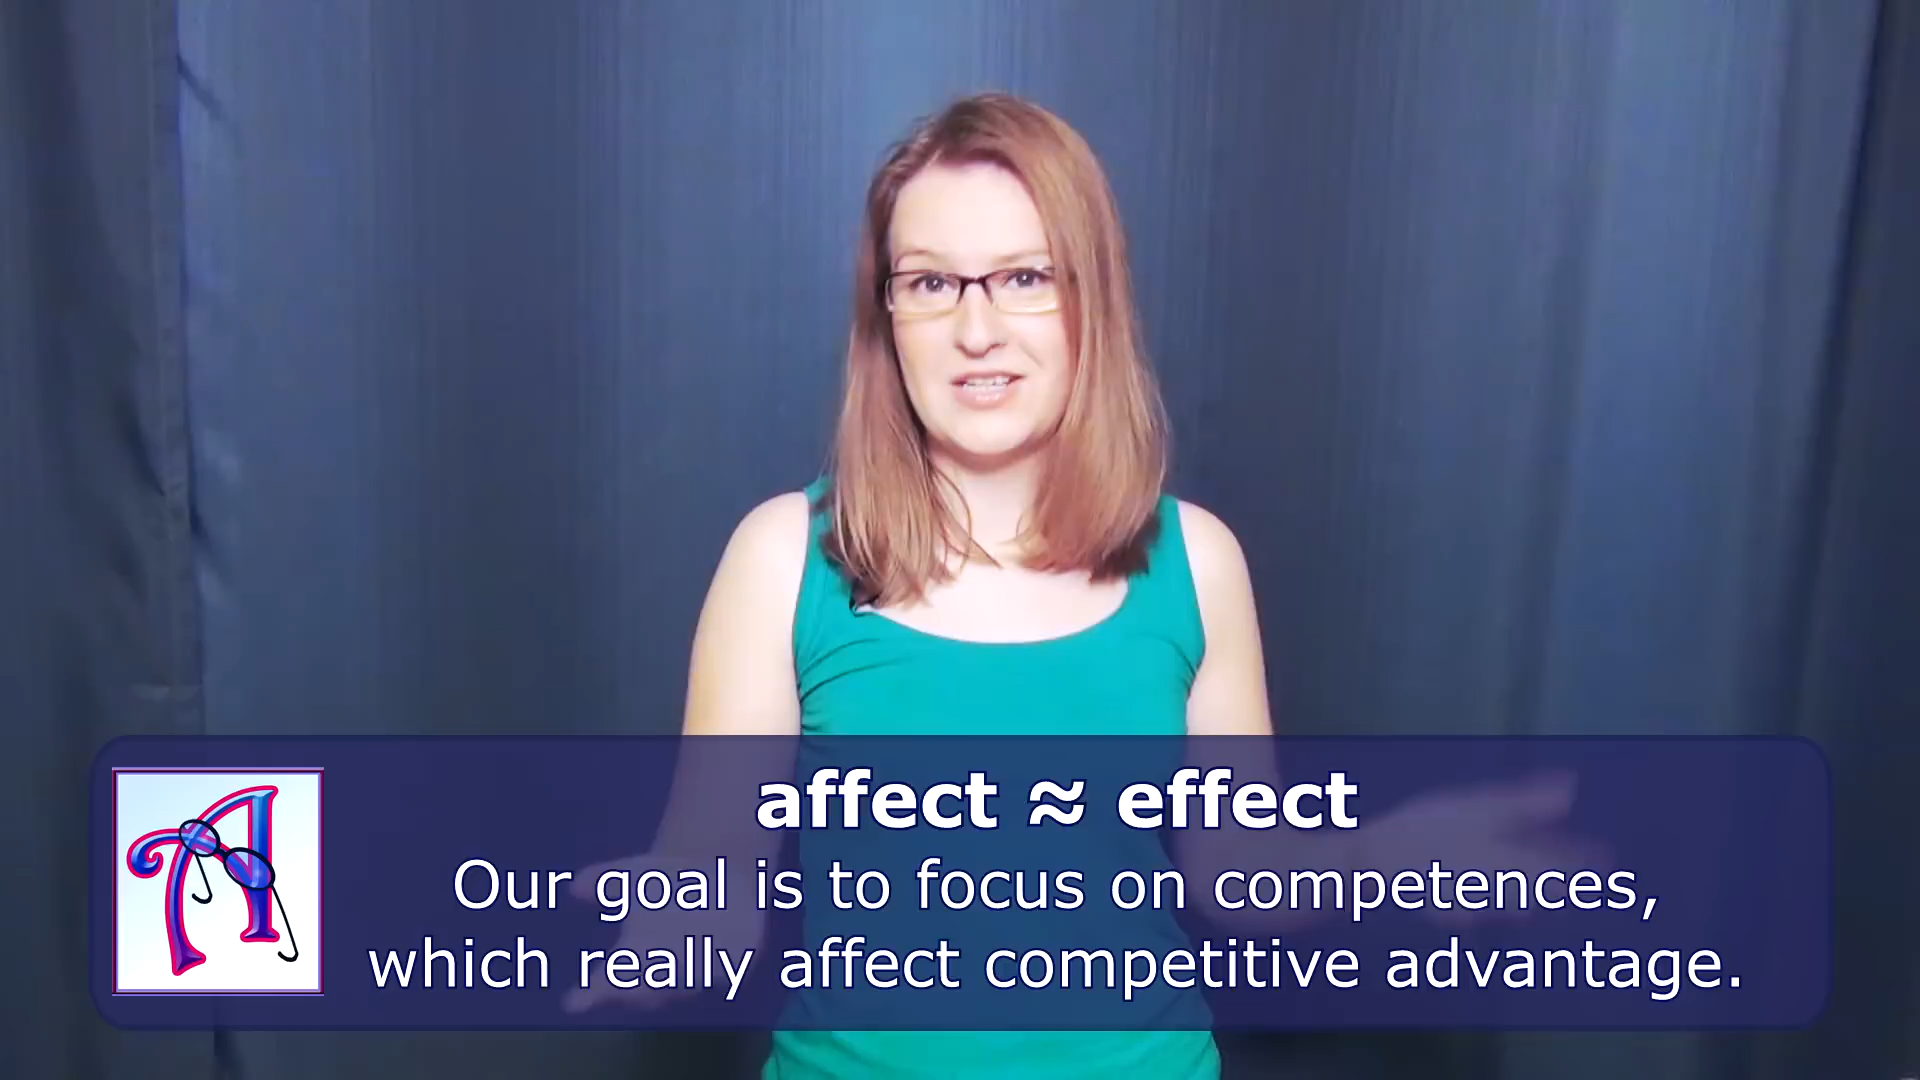 affect ≈ effect
Our goal is to focus on competences,
which really affect competitive advantage.
A